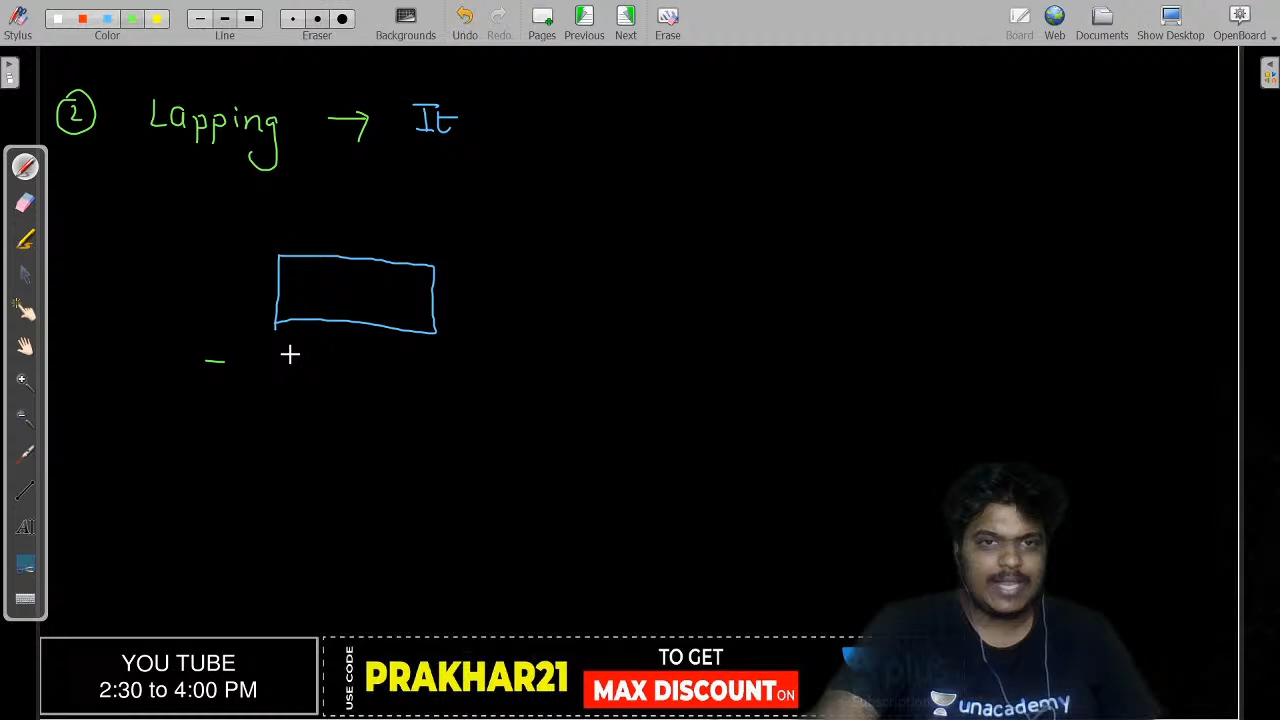 Stylus Color Line Eraser Backgrounds Undo Redo Pages Previous Next Erase Board Web Documents Show Desktop OpenBoard
② Lapping → It
YOU TUBE
2:30 to 4:00 PM
USE CODE
PRAKHAR21
TO GET
MAX DISCOUNT ON
unacademy